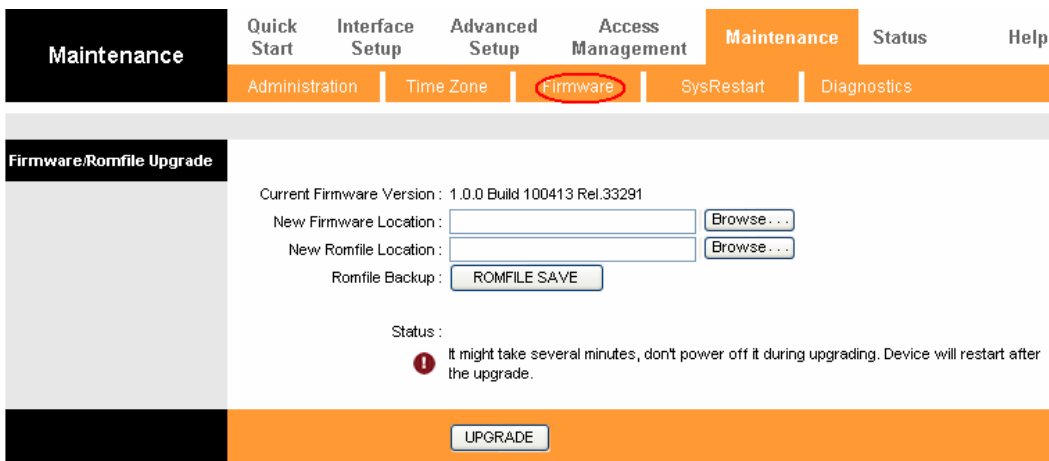 Maintenance
Quick Start
Interface Setup
Advanced Setup
Access Management
Maintenance
Status
Help
Administration
Time Zone
Firmware
SysRestart
Diagnostics
Firmware/Romfile Upgrade
Current Firmware Version : 1.0.0 Build 100413 Rel.33291
New Firmware Location :
Browse...
New Romfile Location :
Browse...
Romfile Backup :
ROMFILE SAVE
Status :
It might take several minutes, don't power off it during upgrading. Device will restart after
the upgrade.
UPGRADE